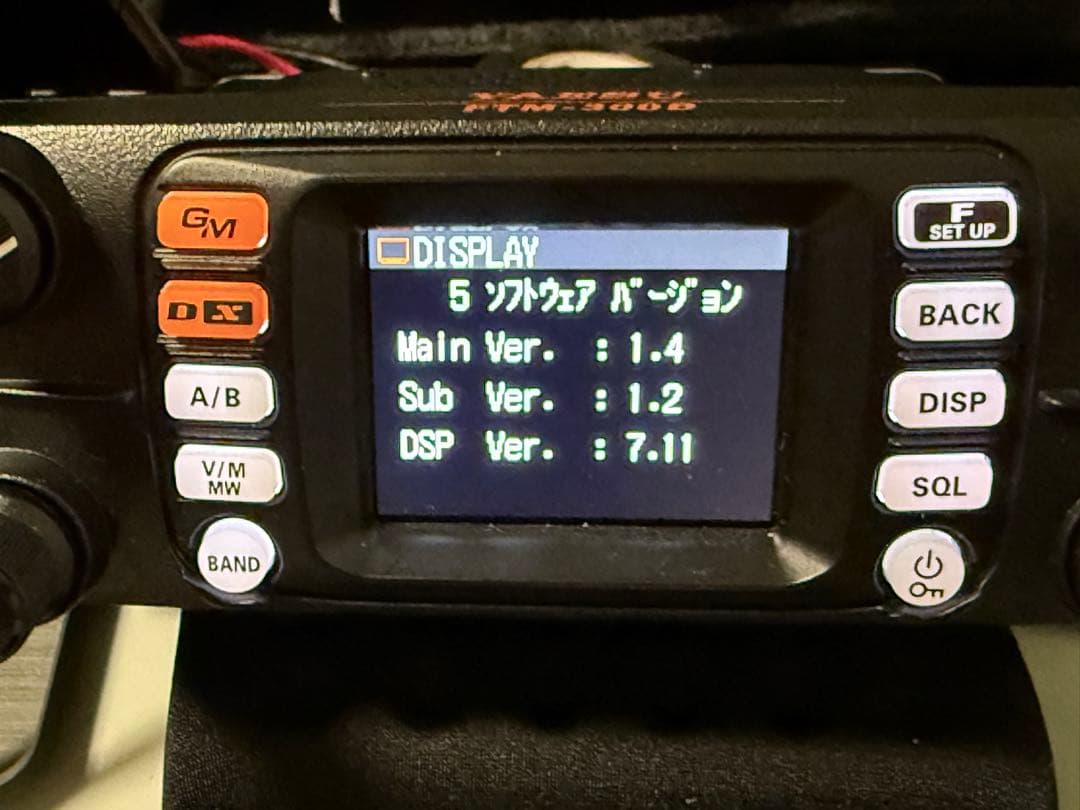 YAESU
FTM-300D
GM
D X
A/B
V/M
MW
BAND
DISPLAY
5 ソフトウェア バージョン
Main Ver. : 1.4
Sub Ver. : 1.2
DSP Ver. : 7.11
F
SET UP
BACK
DISP
SQL